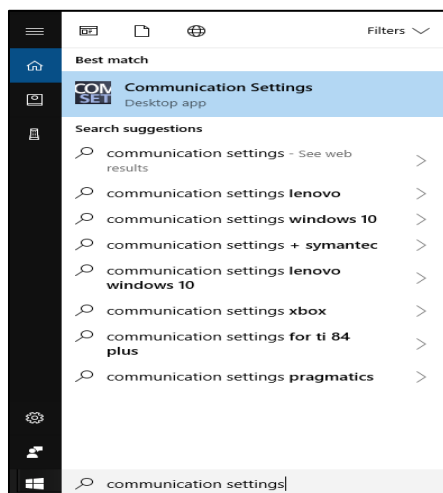 Filters
Best match
COM
SET
Communication Settings
Desktop app
Search suggestions
communication settings - See web
results
communication settings lenovo
communication settings windows 10
communication settings + symantec
communication settings lenovo
windows 10
communication settings xbox
communication settings for ti 84
plus
communication settings pragmatics
communication settings